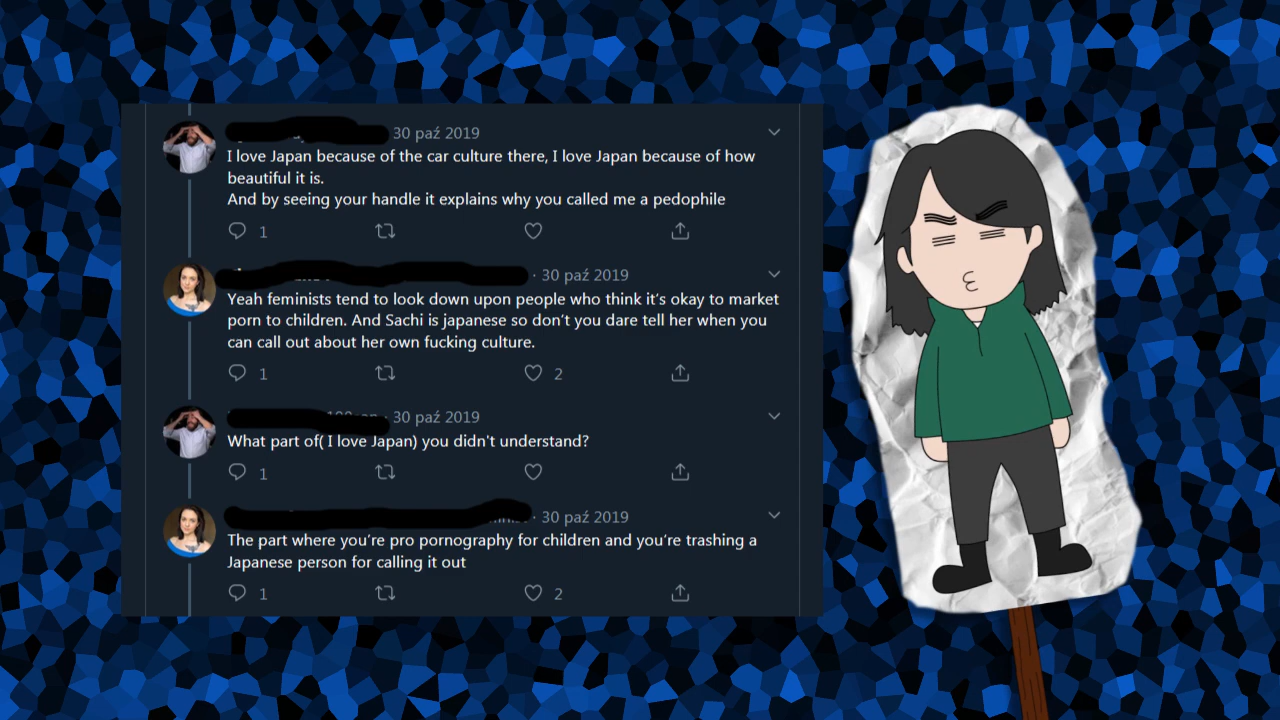 30 paź 2019
I love Japan because of the car culture there, I love Japan because of how
beautiful it is.
And by seeing your handle it explains why you called me a pedophile
1
· 30 paź 2019
Yeah feminists tend to look down upon people who think it's okay to market
porn to children. And Sachi is japanese so don't you dare tell her when you
can call out about her own fucking culture.
1 2
· 30 paź 2019
What part of( I love Japan) you didn't understand?
1
· 30 paź 2019
The part where you're pro pornography for children and you're trashing a
Japanese person for calling it out
1 2